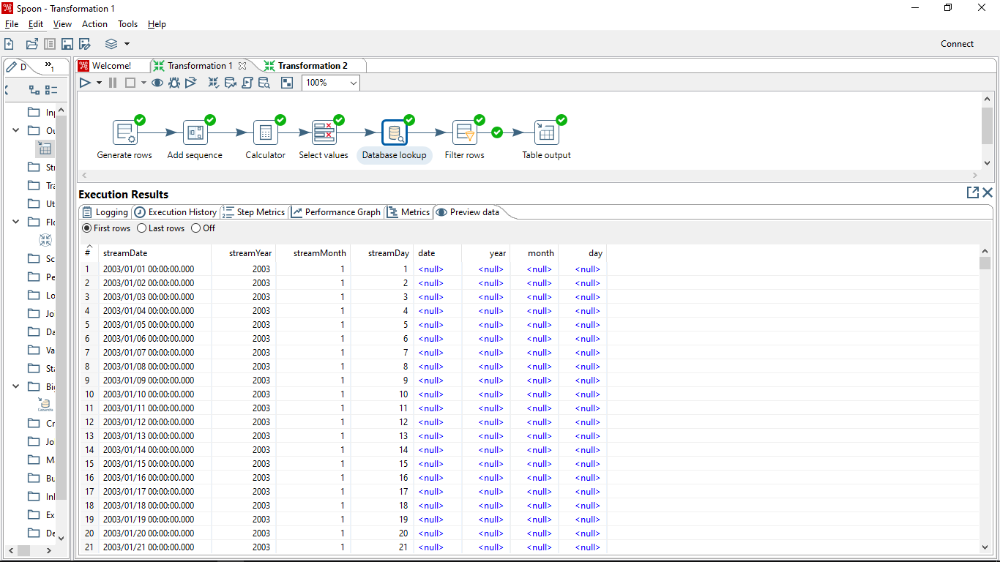 Spoon - Transformation 1
File Edit View Action Tools Help
Connect
D »1
Welcome! Transformation 1 Transformation 2
100%
Inp
Ou
Str
Tra
Ut
Flo
Sc
Pe
Lo
Jo
Da
Va
Sta
Big
Cassandra
Cr
Jo
Ma
Bu
Inl
Ex
De
Generate rows Add sequence Calculator Select values Database lookup Filter rows Table output
Execution Results
Logging Execution History Step Metrics Performance Graph Metrics Preview data
First rows Last rows Off
# streamDate streamYear streamMonth streamDay date year month day
1 2003/01/01 00:00:00.000 2003 1 1 <null> <null> <null> <null>
2 2003/01/02 00:00:00.000 2003 1 2 <null> <null> <null> <null>
3 2003/01/03 00:00:00.000 2003 1 3 <null> <null> <null> <null>
4 2003/01/04 00:00:00.000 2003 1 4 <null> <null> <null> <null>
5 2003/01/05 00:00:00.000 2003 1 5 <null> <null> <null> <null>
6 2003/01/06 00:00:00.000 2003 1 6 <null> <null> <null> <null>
7 2003/01/07 00:00:00.000 2003 1 7 <null> <null> <null> <null>
8 2003/01/08 00:00:00.000 2003 1 8 <null> <null> <null> <null>
9 2003/01/09 00:00:00.000 2003 1 9 <null> <null> <null> <null>
10 2003/01/10 00:00:00.000 2003 1 10 <null> <null> <null> <null>
11 2003/01/11 00:00:00.000 2003 1 11 <null> <null> <null> <null>
12 2003/01/12 00:00:00.000 2003 1 12 <null> <null> <null> <null>
13 2003/01/13 00:00:00.000 2003 1 13 <null> <null> <null> <null>
14 2003/01/14 00:00:00.000 2003 1 14 <null> <null> <null> <null>
15 2003/01/15 00:00:00.000 2003 1 15 <null> <null> <null> <null>
16 2003/01/16 00:00:00.000 2003 1 16 <null> <null> <null> <null>
17 2003/01/17 00:00:00.000 2003 1 17 <null> <null> <null> <null>
18 2003/01/18 00:00:00.000 2003 1 18 <null> <null> <null> <null>
19 2003/01/19 00:00:00.000 2003 1 19 <null> <null> <null> <null>
20 2003/01/20 00:00:00.000 2003 1 20 <null> <null> <null> <null>
21 2003/01/21 00:00:00.000 2003 1 21 <null> <null> <null> <null>